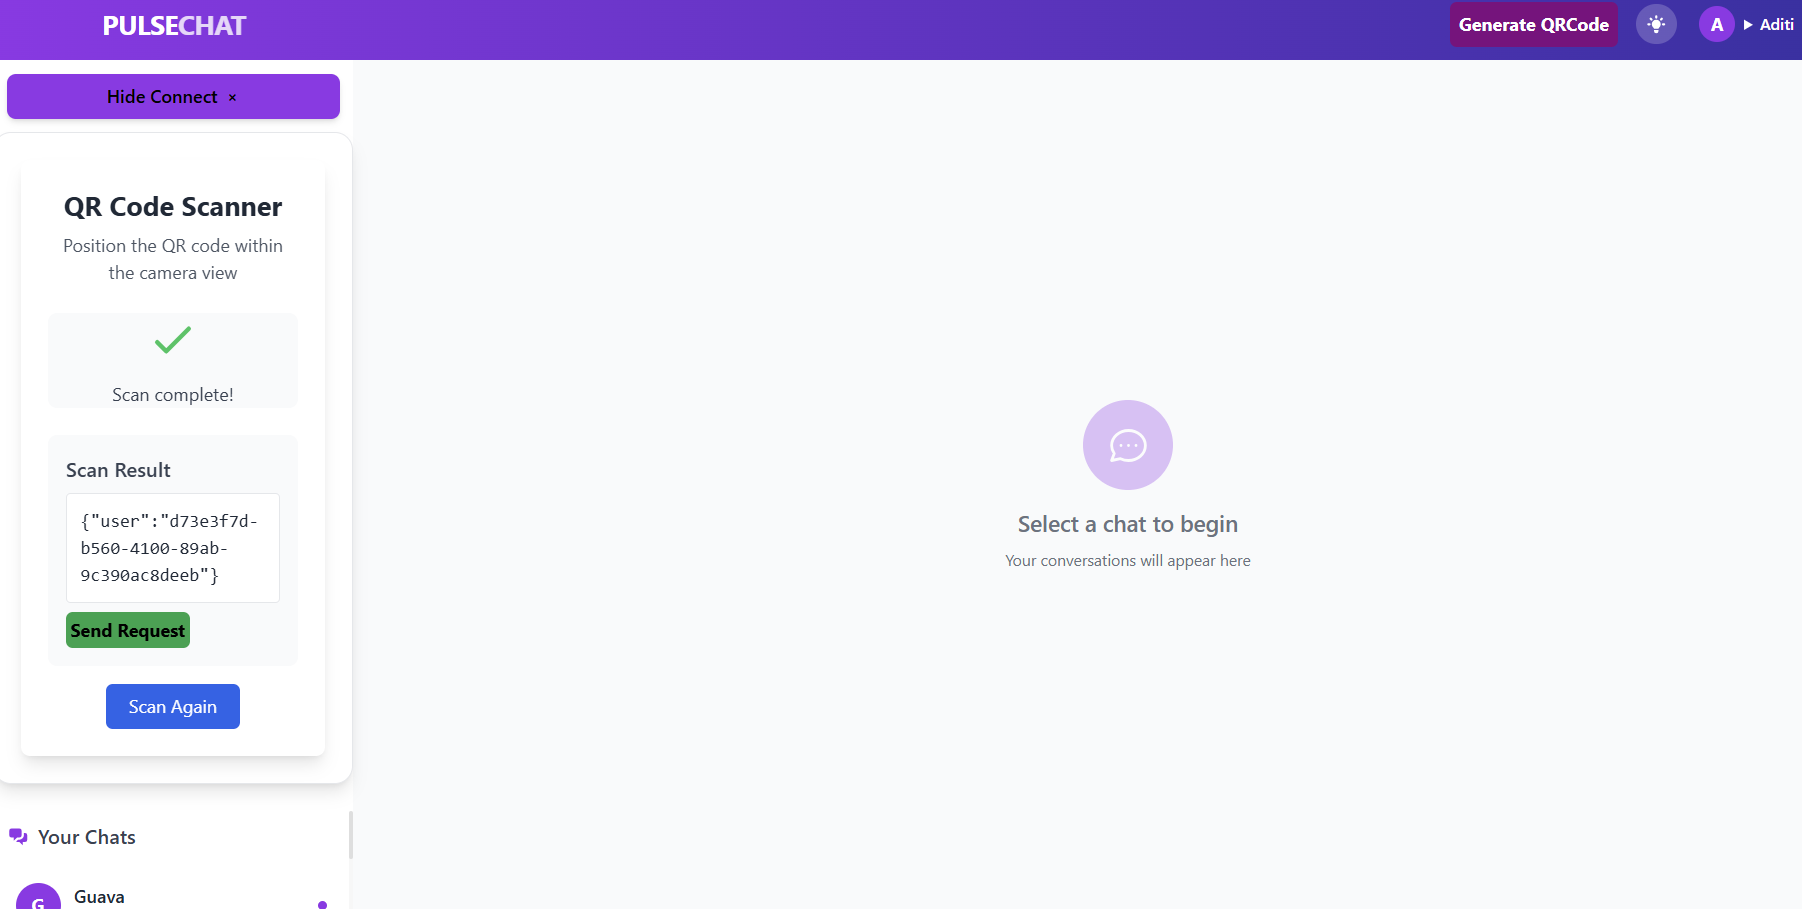 PULSECHAT
Generate QRCode
A
▶ Aditi
Hide Connect ×
QR Code Scanner
Position the QR code within
the camera view
Scan complete!
Scan Result
{"user":"d73e3f7d-
b560-4100-89ab-
9c390ac8deeb"}
Send Request
Scan Again
Your Chats
G
Guava
Select a chat to begin
Your conversations will appear here